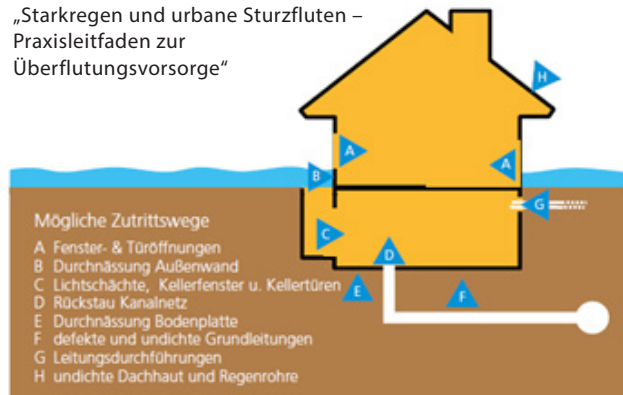 „Starkregen und urbane Sturzfluten –
Praxisleitfaden zur
Überflutungsvorsorge“
H
A
A
B
G
C
D
E
F
Mögliche Zutrittswege
A Fenster- & Türöffnungen
B Durchnässung Außenwand
C Lichtschächte, Kellerfenster u. Kellertüren
D Rückstau Kanalnetz
E Durchnässung Bodenplatte
F defekte und undichte Grundleitungen
G Leitungsdurchführungen
H undichte Dachhaut und Regenrohre